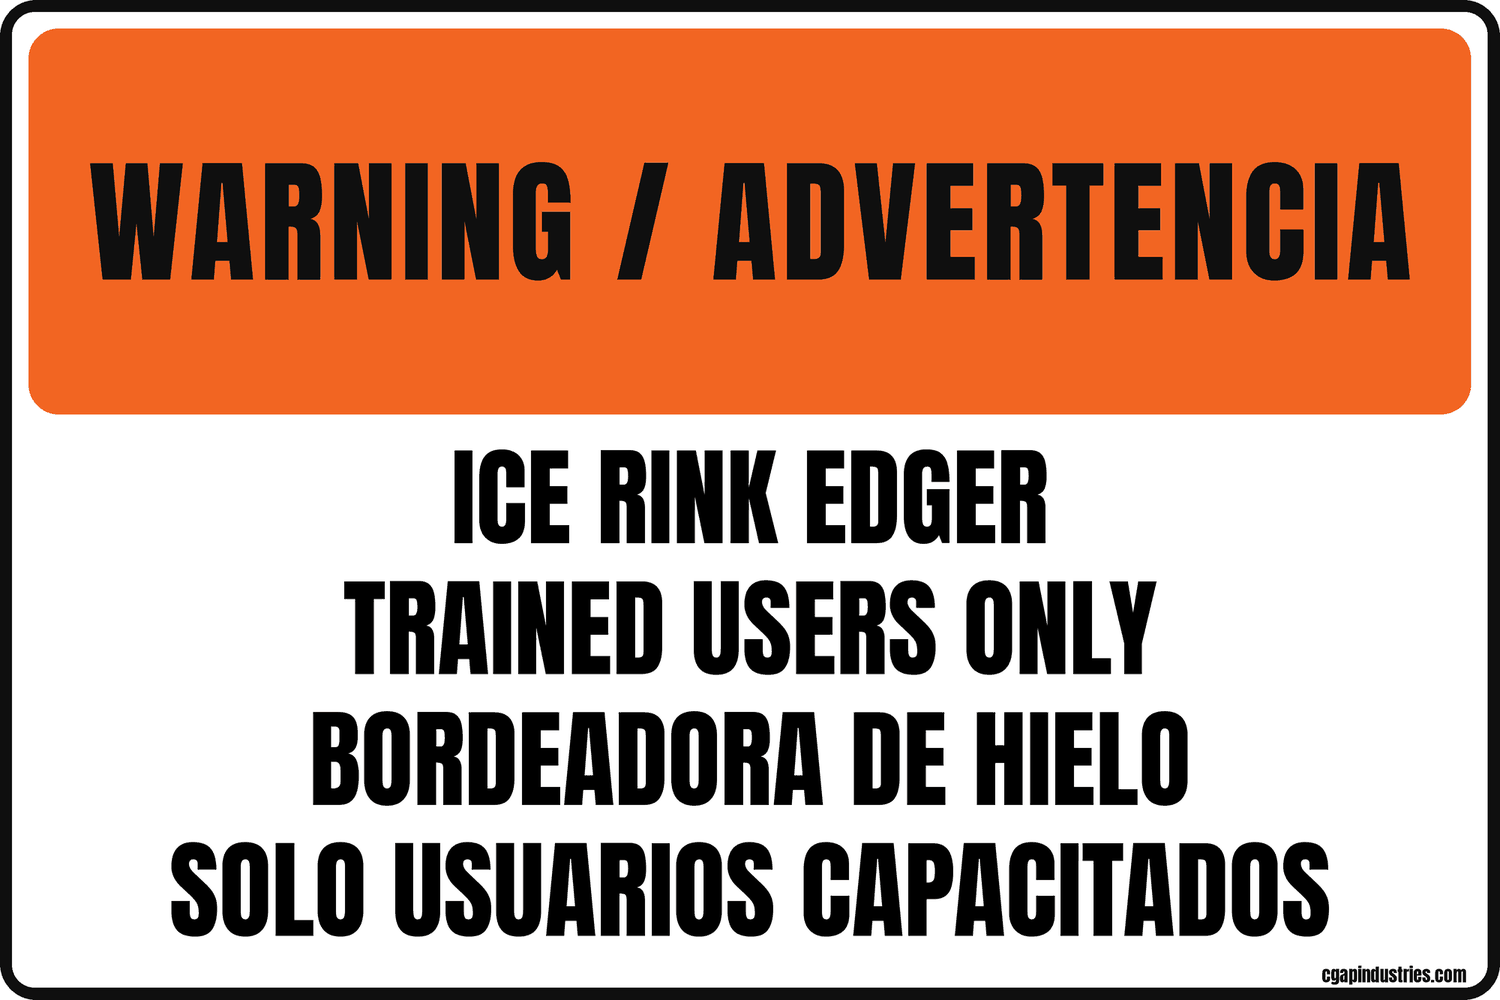 WARNING / ADVERTENCIA
ICE RINK EDGER
TRAINED USERS ONLY
BORDEADORA DE HIELO
SOLO USUARIOS CAPACITADOS
cgapindustries.com